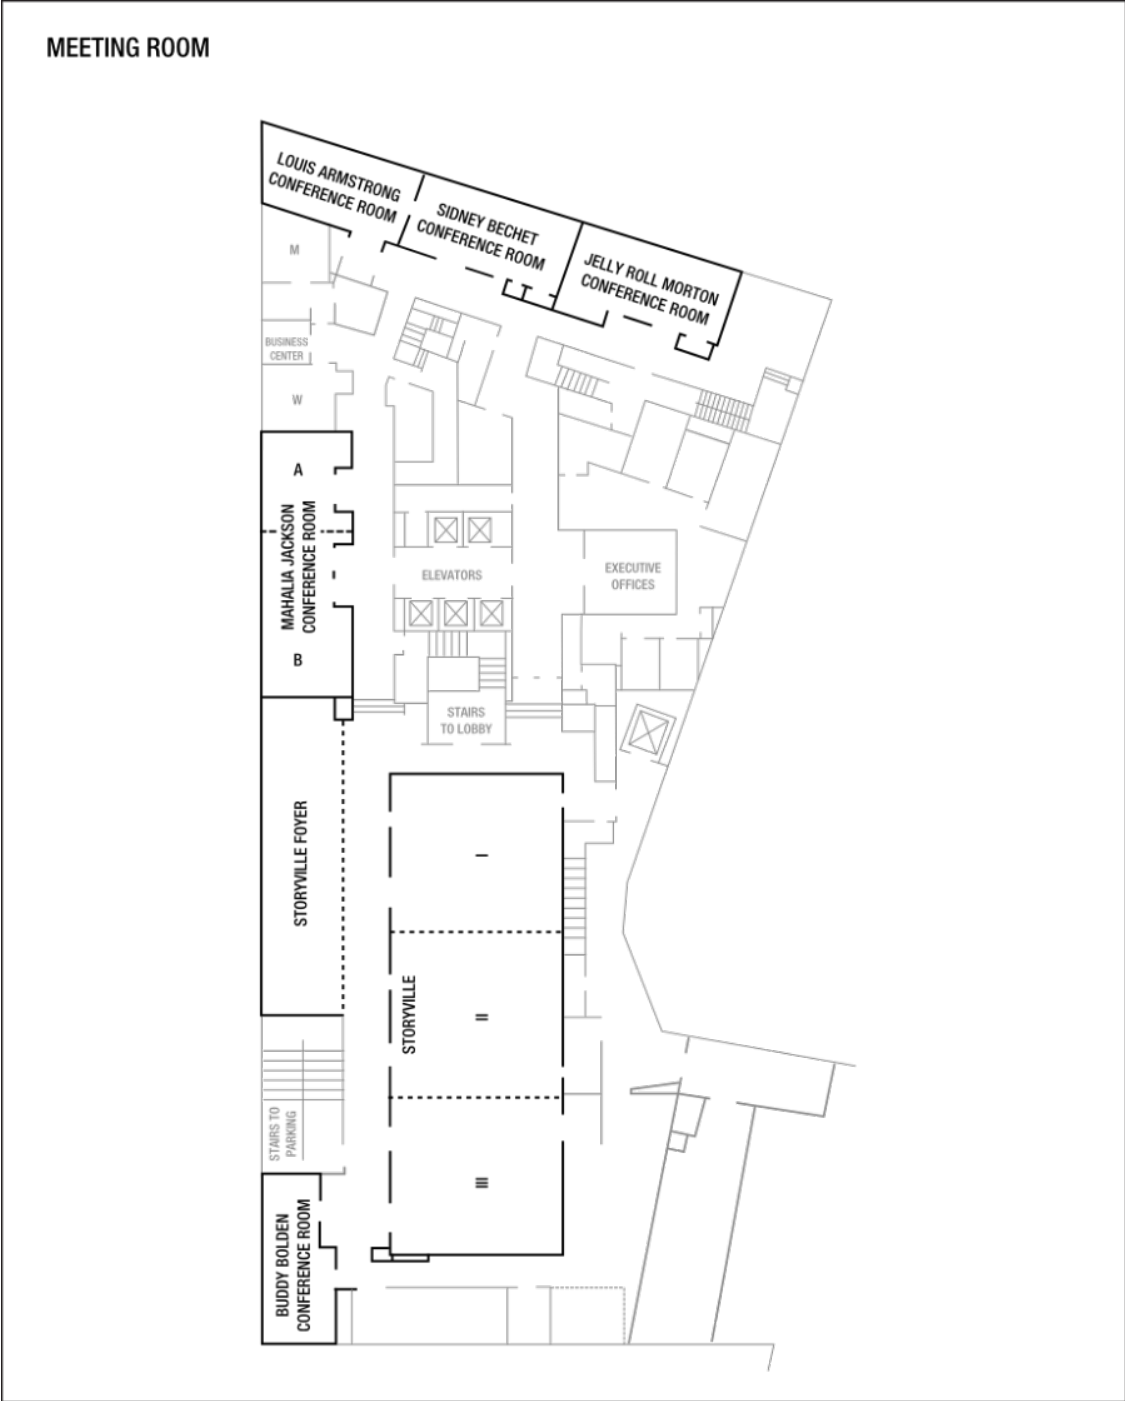 MEETING ROOM
LOUIS ARMSTRONG
CONFERENCE ROOM
SIDNEY BECHET
CONFERENCE ROOM
JELLY ROLL MORTON
CONFERENCE ROOM
M
BUSINESS
CENTER
W
A
MAHALIA JACKSON
CONFERENCE ROOM
B
ELEVATORS
EXECUTIVE
OFFICES
STAIRS
TO LOBBY
STORYVILLE FOYER
I
STORYVILLE
II
III
STAIRS TO
PARKING
BUDDY BOLDEN
CONFERENCE ROOM